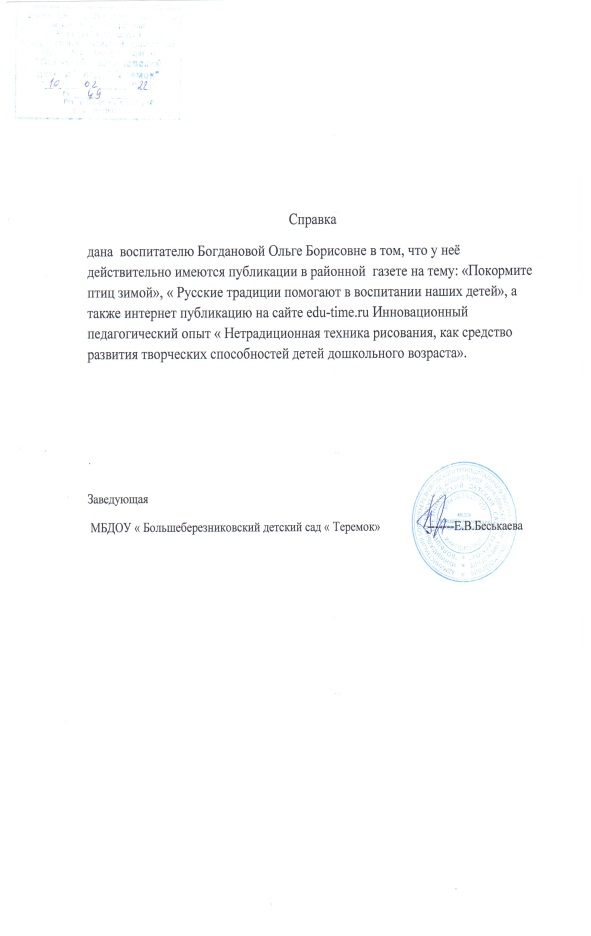 10 02 22
49
Справка
дана воспитателю Богдановой Ольге Борисовне в том, что у неё
действительно имеются публикации в районной газете на тему: «Покормите
птиц зимой», « Русские традиции помогают в воспитании наших детей», а
также интернет публикацию на сайте edu-time.ru Инновационный
педагогический опыт « Нетрадиционная техника рисования, как средство
развития творческих способностей детей дошкольного возраста».
Заведующая
МБДОУ « Большеберезниковский детский сад « Теремок» Е.В.Беськаева